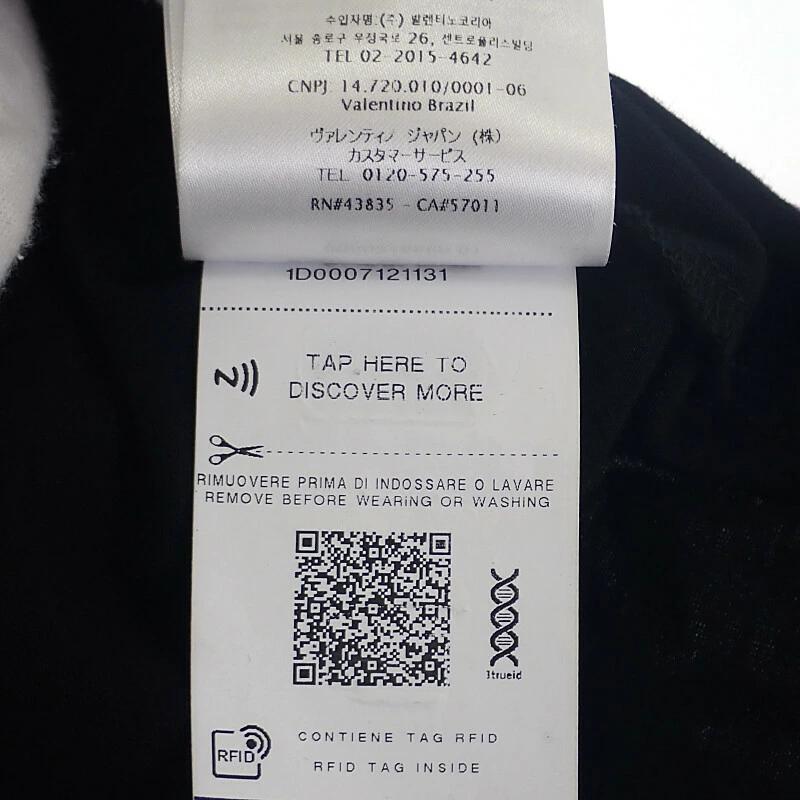 수입자명:(주) 발렌티노코리아
서울 종로구 우정국로 26, 센트로폴리스빌딩
TEL 02-2015-4642
CNPJ 14.720.010/0001-06
Valentino Brazil
ヴァレンティノ ジャパン (株)
カスタマーサービス
TEL 0120-575-255
RN#43835 - CA#57011
1D0007121131
TAP HERE TO
DISCOVER MORE
RIMUOVERE PRIMA DI INDOSSARE O LAVARE
REMOVE BEFORE WEARING OR WASHING
1trueid
RFID
CONTIENE TAG RFID
RFID TAG INSIDE